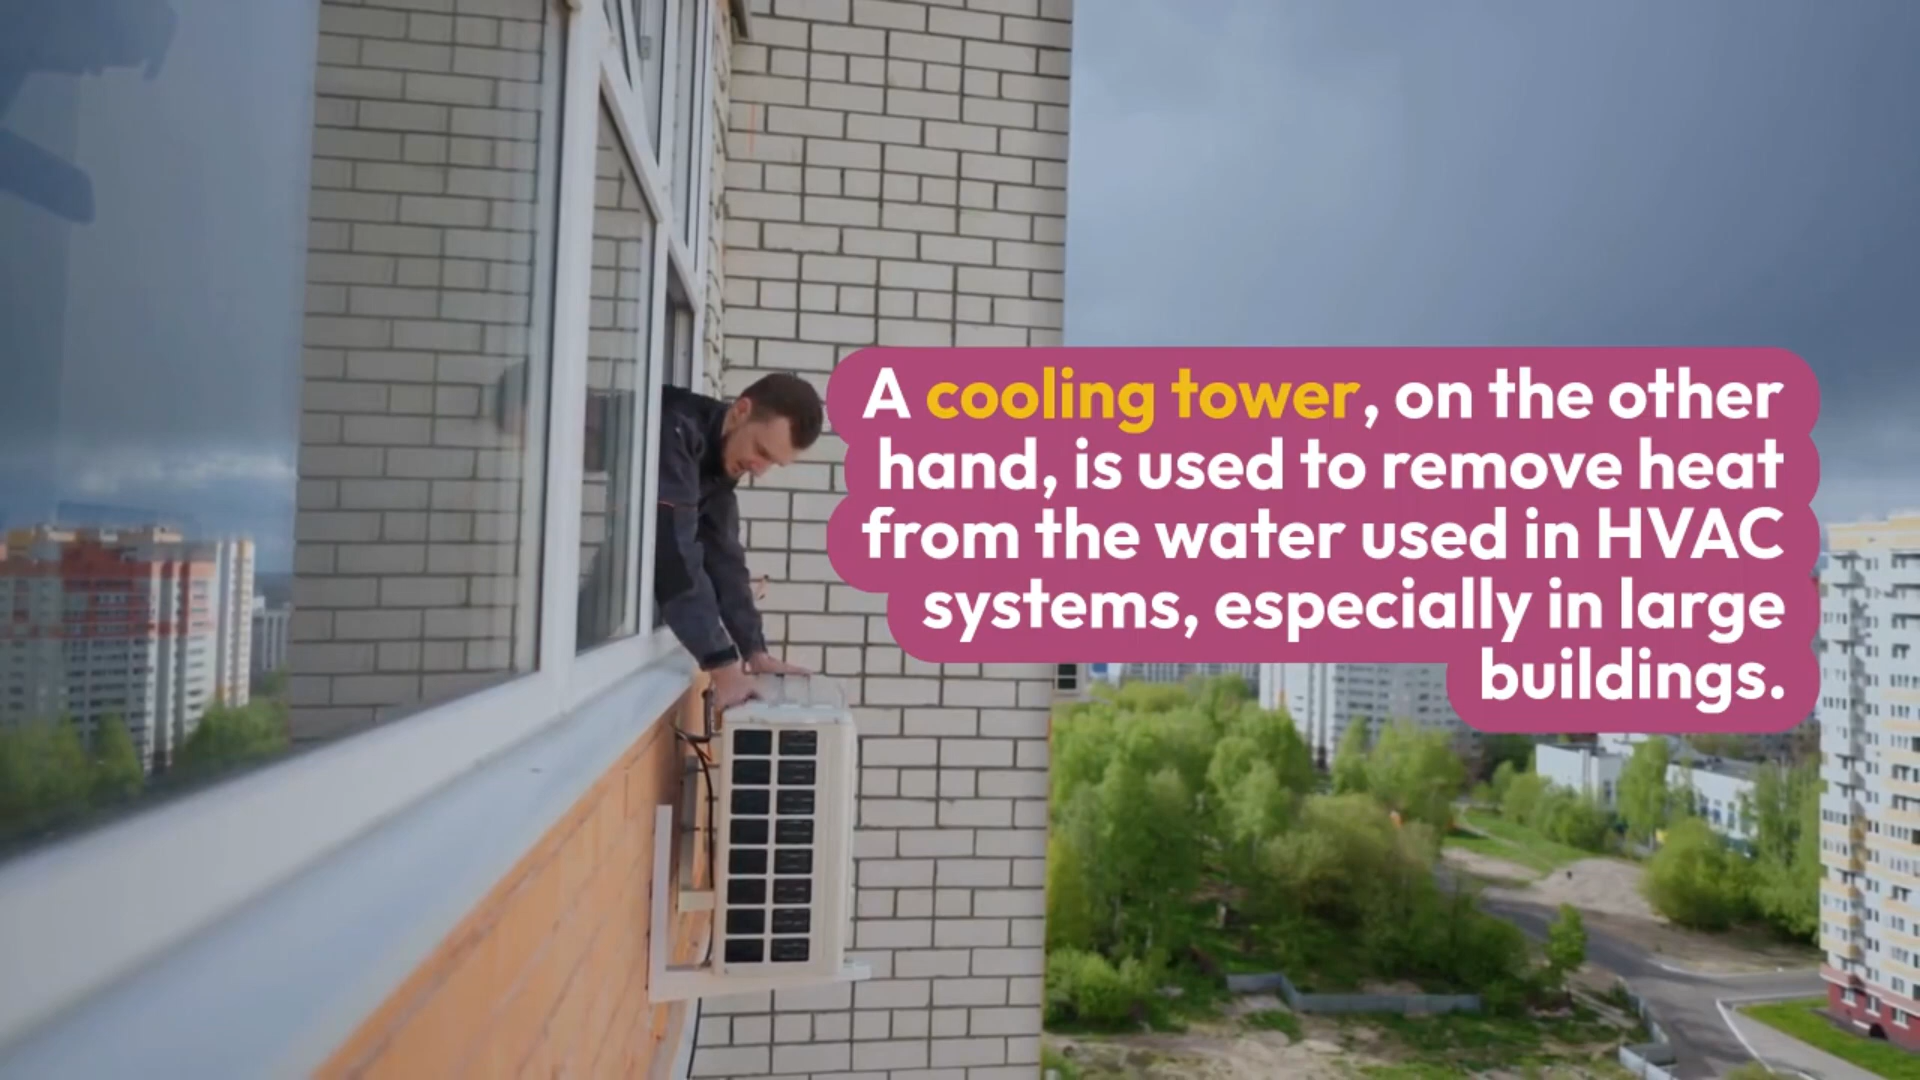 A cooling tower, on the other
hand, is used to remove heat
from the water used in HVAC
systems, especially in large
buildings.